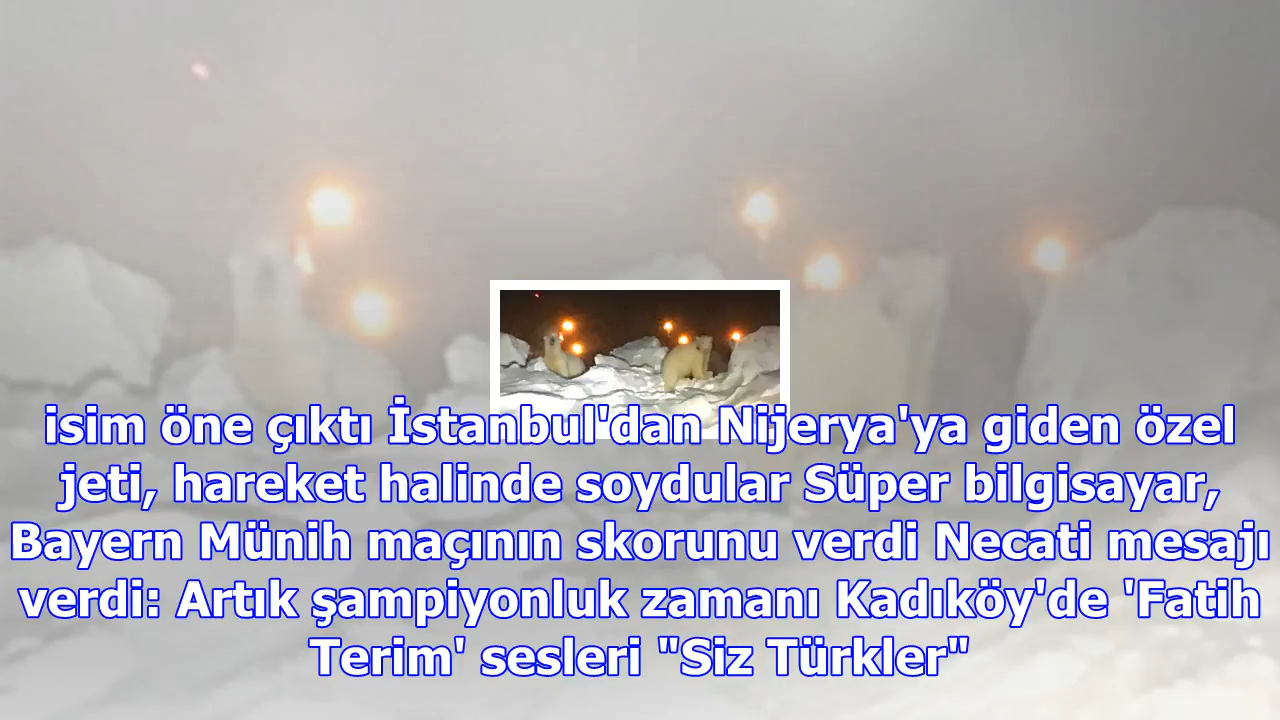 isim öne çıktı İstanbul'dan Nijerya'ya giden özel
jeti, hareket halinde soydular Süper bilgisayar,
Bayern Münih maçının skorunu verdi Necati mesajı
verdi: Artık şampiyonluk zamanı Kadıköy'de 'Fatih
Terim' sesleri "Siz Türkler"